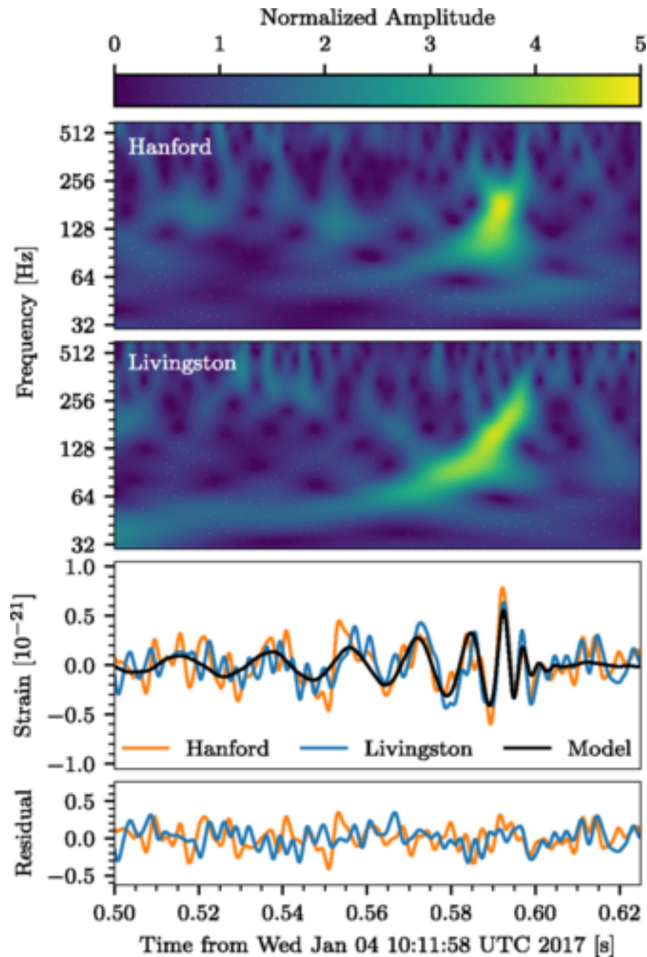 Normalized Amplitude
0 1 2 3 4 5
Hanford
512
256
128
64
32
Livingston
512
256
128
64
32
Frequency [Hz]
1.0
0.5
0.0
−0.5
−1.0
Strain [10⁻²¹]
Hanford Livingston Model
0.5
0.0
−0.5
Residual
0.50 0.52 0.54 0.56 0.58 0.60 0.62
Time from Wed Jan 04 10:11:58 UTC 2017 [s]